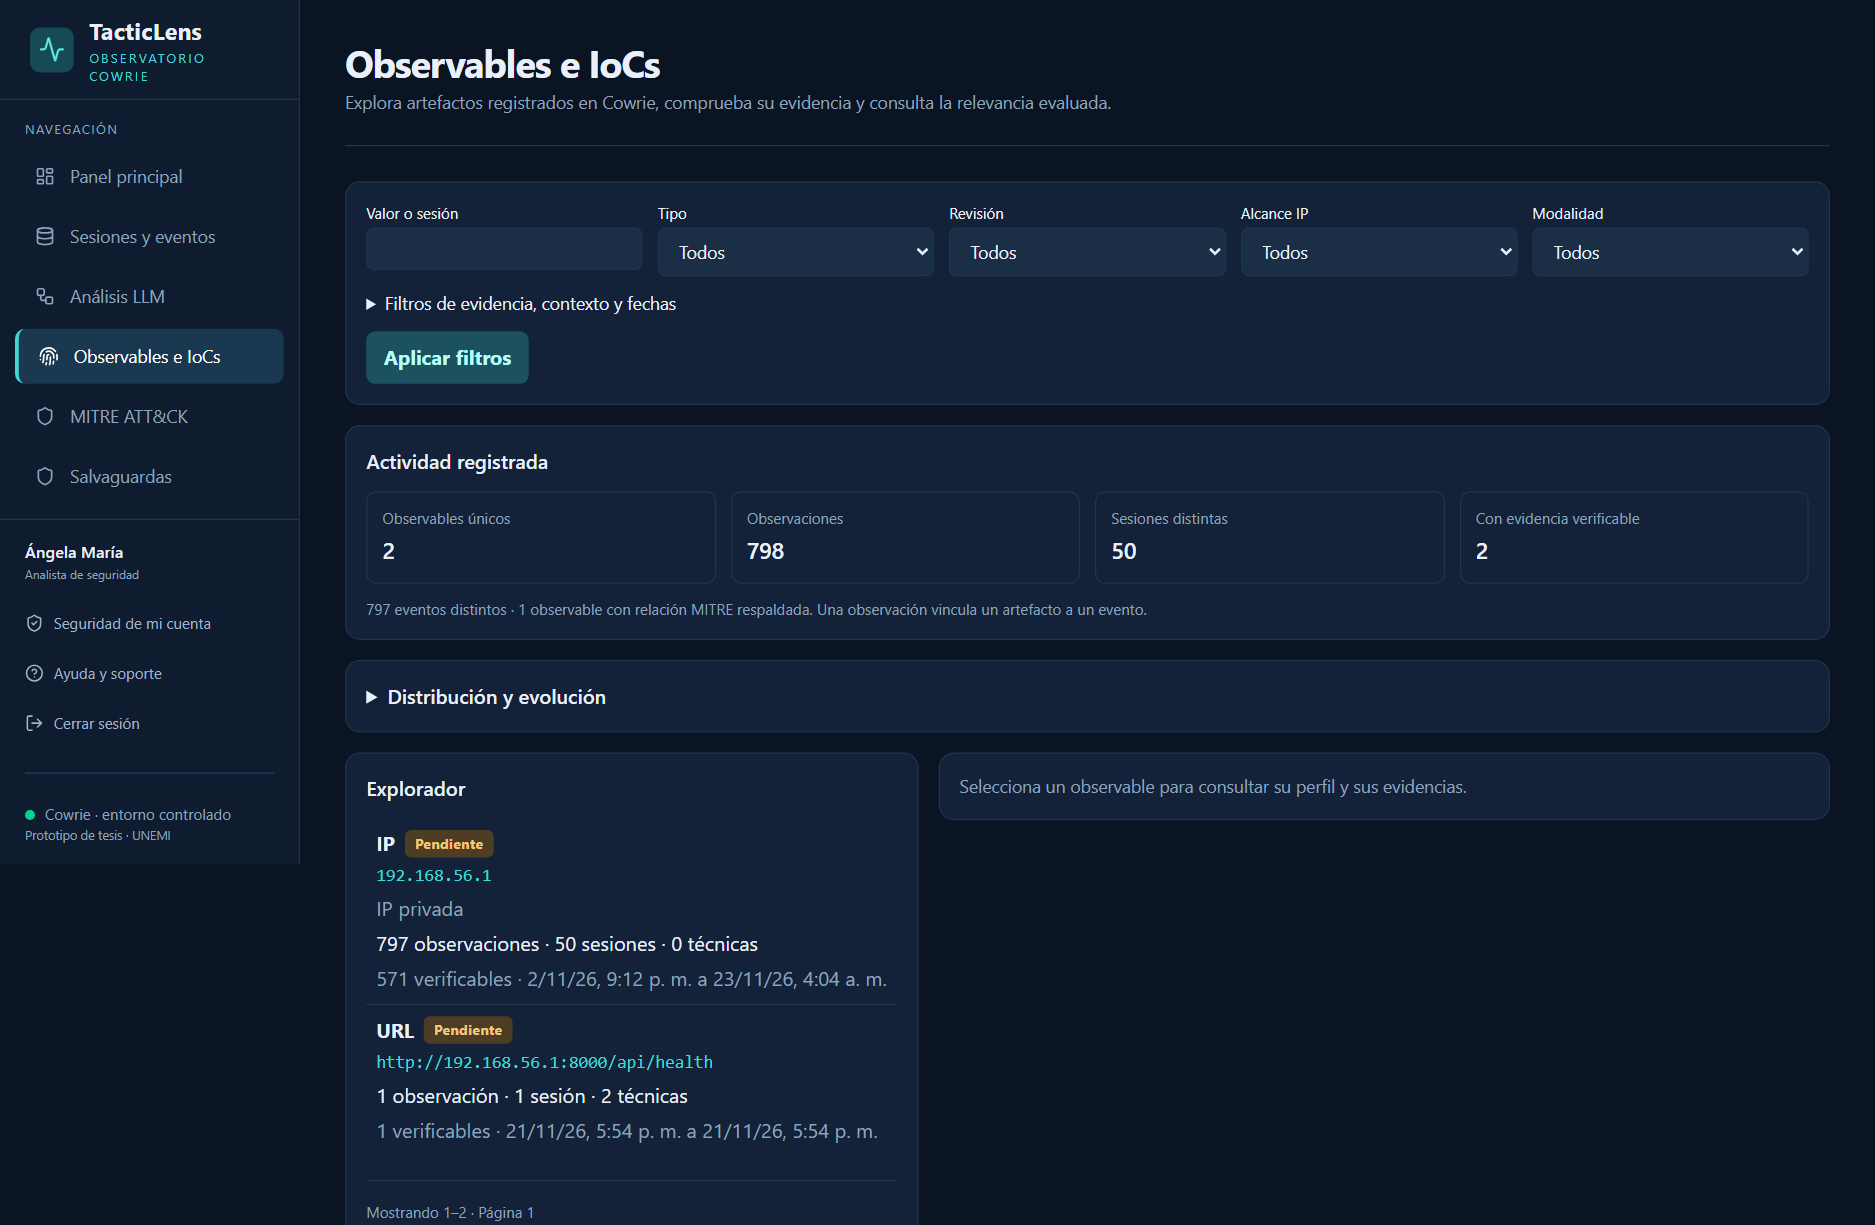 TacticLens
OBSERVATORIO
COWRIE
NAVEGACIÓN
Panel principal
Sesiones y eventos
Análisis LLM
Observables e IoCs
MITRE ATT&CK
Salvaguardas
Ángela María
Analista de seguridad
Seguridad de mi cuenta
Ayuda y soporte
Cerrar sesión
Cowrie · entorno controlado
Prototipo de tesis · UNEMI
Observables e IoCs
Explora artefactos registrados en Cowrie, comprueba su evidencia y consulta la relevancia evaluada.
Valor o sesión
Tipo
Todos
Revisión
Todos
Alcance IP
Todos
Modalidad
Todos
Filtros de evidencia, contexto y fechas
Aplicar filtros
Actividad registrada
Observables únicos
2
Observaciones
798
Sesiones distintas
50
Con evidencia verificable
2
797 eventos distintos · 1 observable con relación MITRE respaldada. Una observación vincula un artefacto a un evento.
Distribución y evolución
Explorador
IP Pendiente
192.168.56.1
IP privada
797 observaciones · 50 sesiones · 0 técnicas
571 verificables · 2/11/26, 9:12 p. m. a 23/11/26, 4:04 a. m.
URL Pendiente
http://192.168.56.1:8000/api/health
1 observación · 1 sesión · 2 técnicas
1 verificables · 21/11/26, 5:54 p. m. a 21/11/26, 5:54 p. m.
Mostrando 1–2 · Página 1
Selecciona un observable para consultar su perfil y sus evidencias.